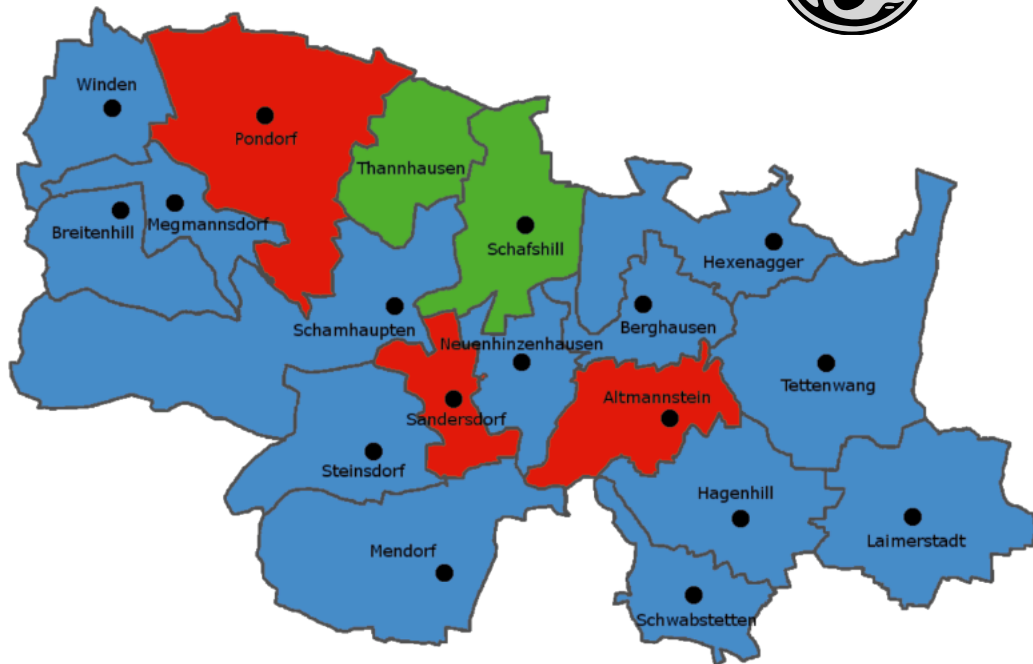 Winden
Pondorf
Thannhausen
Breitenhill
Megmannsdorf
Schafshill
Hexenagger
Schamhaupten
Neuenhinzenhausen
Berghausen
Tettenwang
Altmannstein
Sandersdorf
Steinsdorf
Hagenhill
Laimerstadt
Mendorf
Schwabstetten